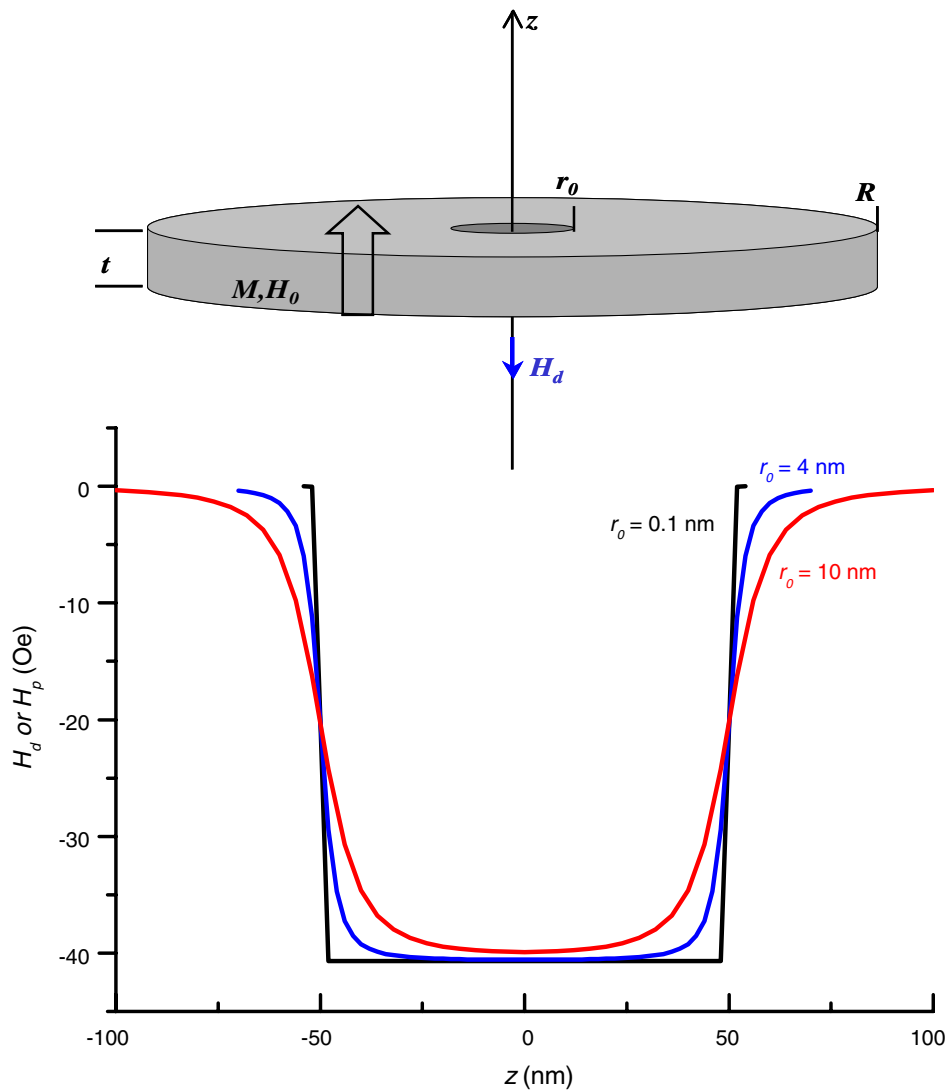 z
r0
R
t
M,H0
Hd
r0 = 4 nm
r0 = 0.1 nm
r0 = 10 nm
Hd or Hp (Oe)
0
-10
-20
-30
-40
-100
-50
0
50
100
z (nm)